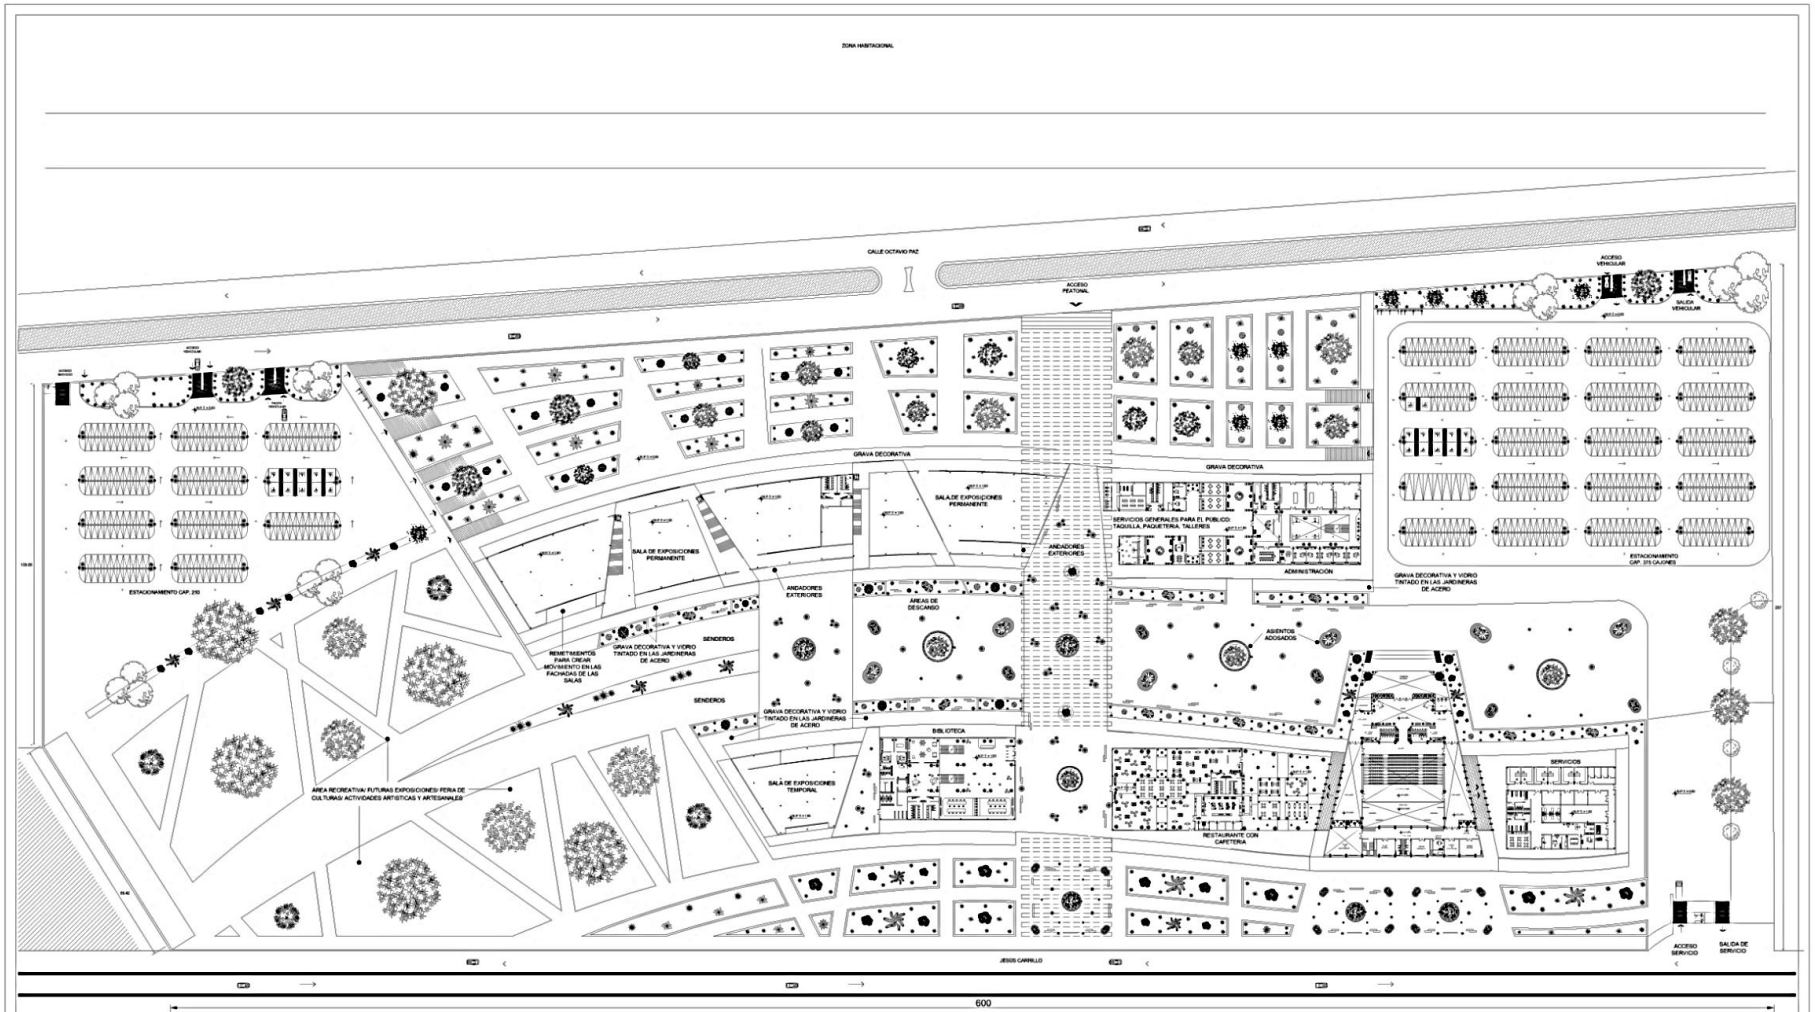 ZONA HABITACIONAL
CALLE OCTAVIO PAZ
ACCESO
PEATONAL
ACCESO
VEHICULAR
SALIDA
VEHICULAR
ACCESO
VEHICULAR
GRAVA DECORATIVA
GRAVA DECORATIVA
SALA DE EXPOSICIONES
PERMANENTE
SERVICIOS GENERALES PARA EL PUBLICO:
TAQUILLA, PAQUETERIA, TALLERES
SALA DE EXPOSICIONES
PERMANENTE
ANDADORES
EXTERIORES
ADMINISTRACIÓN
ESTACIONAMIENTO
CAP. 375 CAJONES
GRAVA DECORATIVA Y VIDRIO
TINTADO EN LAS JARDINERAS
DE ACERO
ESTACIONAMIENTO CAP. 210
ANDADORES
EXTERIORES
ÁREAS DE
DESCANSO
ASIENTOS
ADOSADOS
SENDEROS
REMETIMIENTOS
PARA CREAR
MOVIMIENTO EN LAS
FACHADAS DE LAS
SALAS
GRAVA DECORATIVA Y VIDRIO
TINTADO EN LAS JARDINERAS
DE ACERO
SENDEROS
GRAVA DECORATIVA Y VIDRIO
TINTADO EN LAS JARDINERAS
DE ACERO
BIBLIOTECA
SERVICIOS
SALA DE EXPOSICIONES
TEMPORAL
ÁREA RECREATIVA/ FUTURAS EXPOSICIONES/ FERIA DE
CULTURAS/ ACTIVIDADES ARTISTICAS Y ARTESANALES
RESTAURANTE CON
CAFETERIA
ACCESO
SERVICIO
SALIDA DE
SERVICIO
JESUS CARRILLO
600